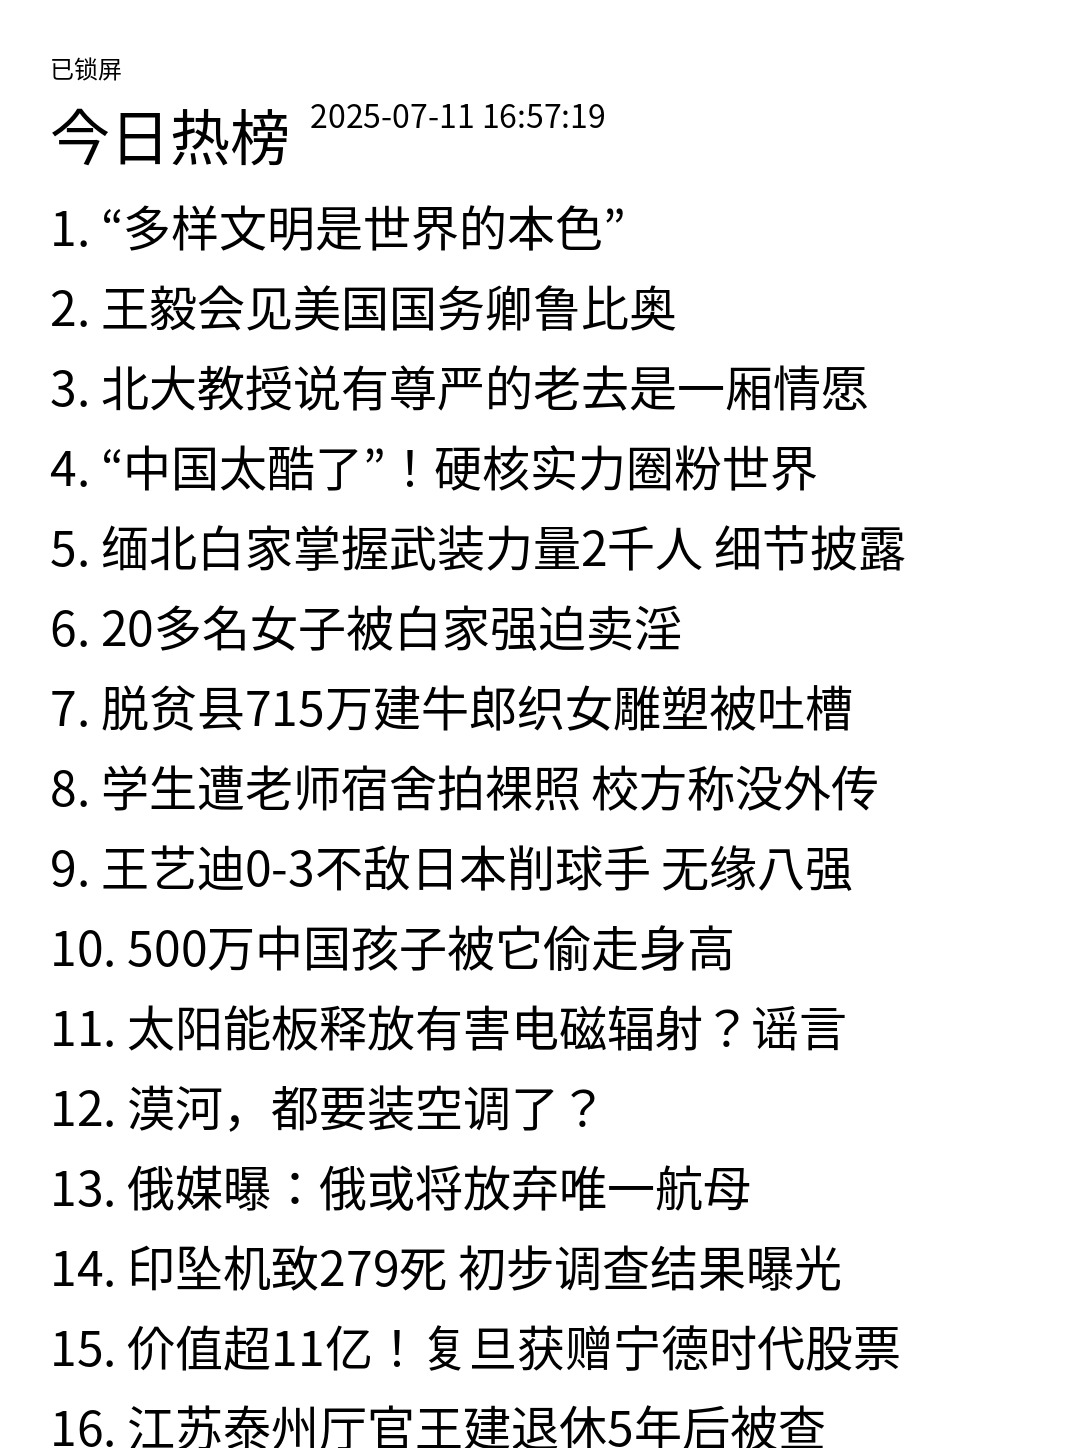 已锁屏
今日热榜 2025-07-11 16:57:19
1. “多样文明是世界的本色”
2. 王毅会见美国国务卿鲁比奥
3. 北大教授说有尊严的老去是一厢情愿
4. “中国太酷了”！硬核实力圈粉世界
5. 缅北白家掌握武装力量2千人 细节披露
6. 20多名女子被白家强迫卖淫
7. 脱贫县715万建牛郎织女雕塑被吐槽
8. 学生遭老师宿舍拍裸照 校方称没外传
9. 王艺迪0-3不敌日本削球手 无缘八强
10. 500万中国孩子被它偷走身高
11. 太阳能板释放有害电磁辐射？谣言
12. 漠河，都要装空调了？
13. 俄媒曝：俄或将放弃唯一航母
14. 印坠机致279死 初步调查结果曝光
15. 价值超11亿！复旦获赠宁德时代股票
16. 江苏泰州厅官王建退休5年后被查